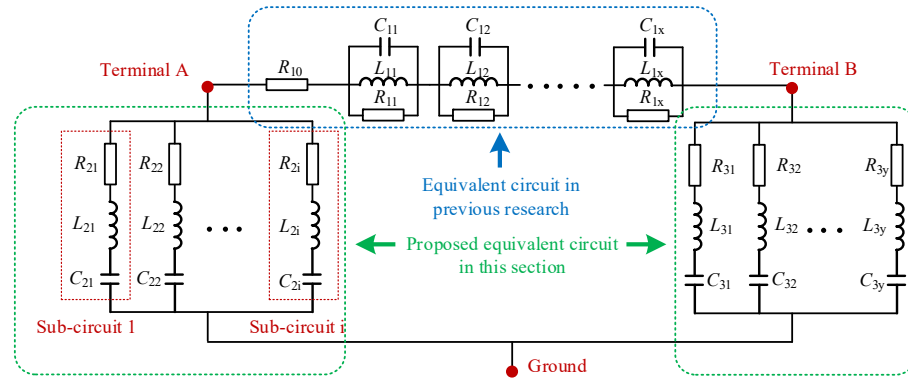 C11 C12 C1x
Terminal A R10 L11 L12 L1x Terminal B
R11 R12 R1x
R21 R22 R2i R31 R32 R3y
Equivalent circuit in
previous research
L21 L22 L2i L31 L32 L3y
Proposed equivalent circuit
in this section
C21 C22 C2i C31 C32 C3y
Sub-circuit 1 Sub-circuit i
Ground